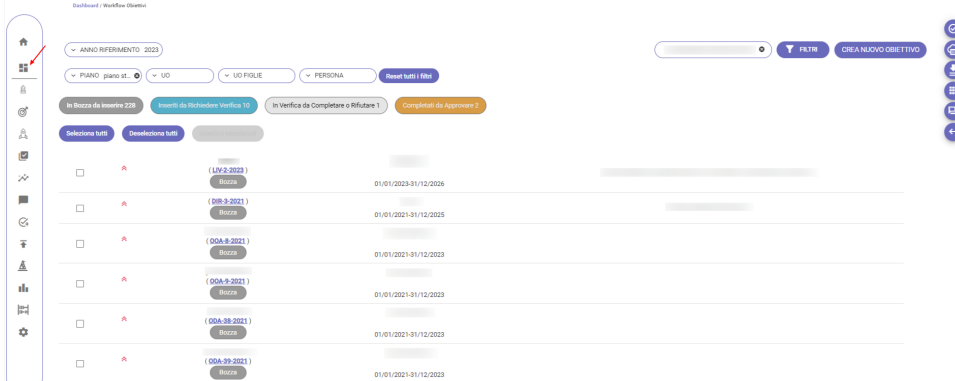 Dashboard / Workflow Obiettivi
ANNO RIFERIMENTO 2023
FILTRI
CREA NUOVO OBIETTIVO
PIANO piano st...
UO
UO FIGLIE
PERSONA
Reset tutti i filtri
In Bozza da inserire 228
Inseriti da Richiedere Verifica 10
In Verifica da Completare o Rifiutare 1
Completati da Approvare 2
Seleziona tutti
Deseleziona tutti
( LIV-2-2023 )
Bozza
01/01/2023-31/12/2026
( DIR-3-2021 )
Bozza
01/01/2021-31/12/2025
( OOA-8-2021 )
Bozza
01/01/2021-31/12/2023
( OOA-9-2021 )
Bozza
01/01/2021-31/12/2023
( ODA-38-2021 )
Bozza
01/01/2021-31/12/2023
( ODA-39-2021 )
Bozza
01/01/2021-31/12/2023